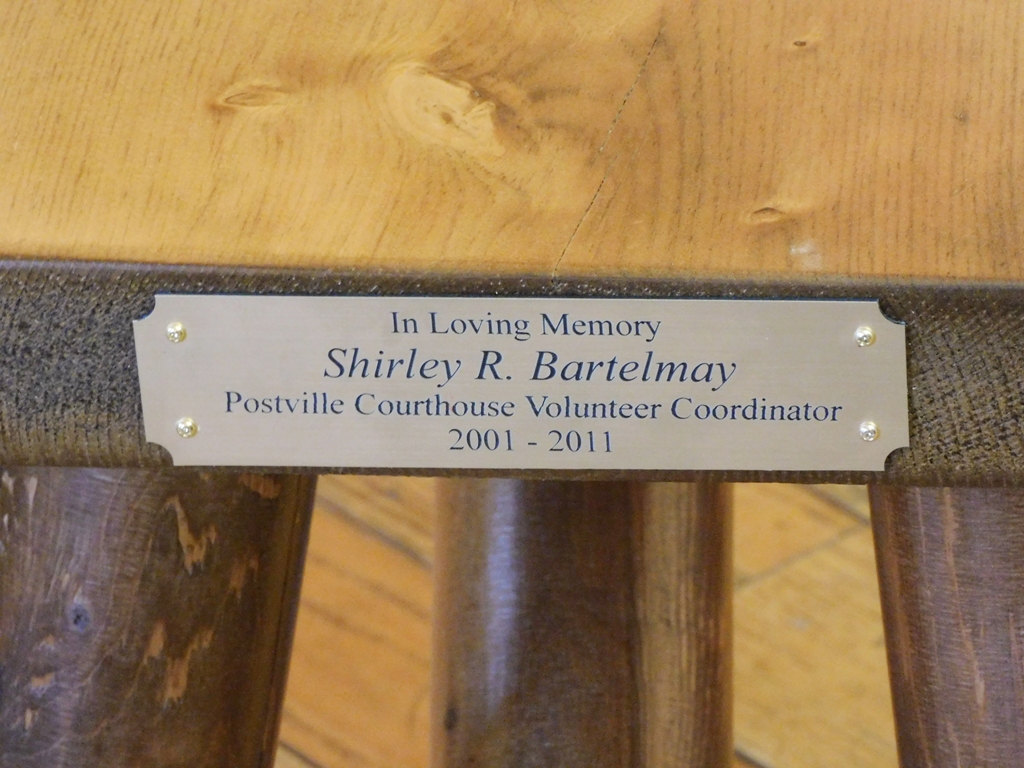 In Loving Memory
Shirley R. Bartelmay
Postville Courthouse Volunteer Coordinator
2001 - 2011